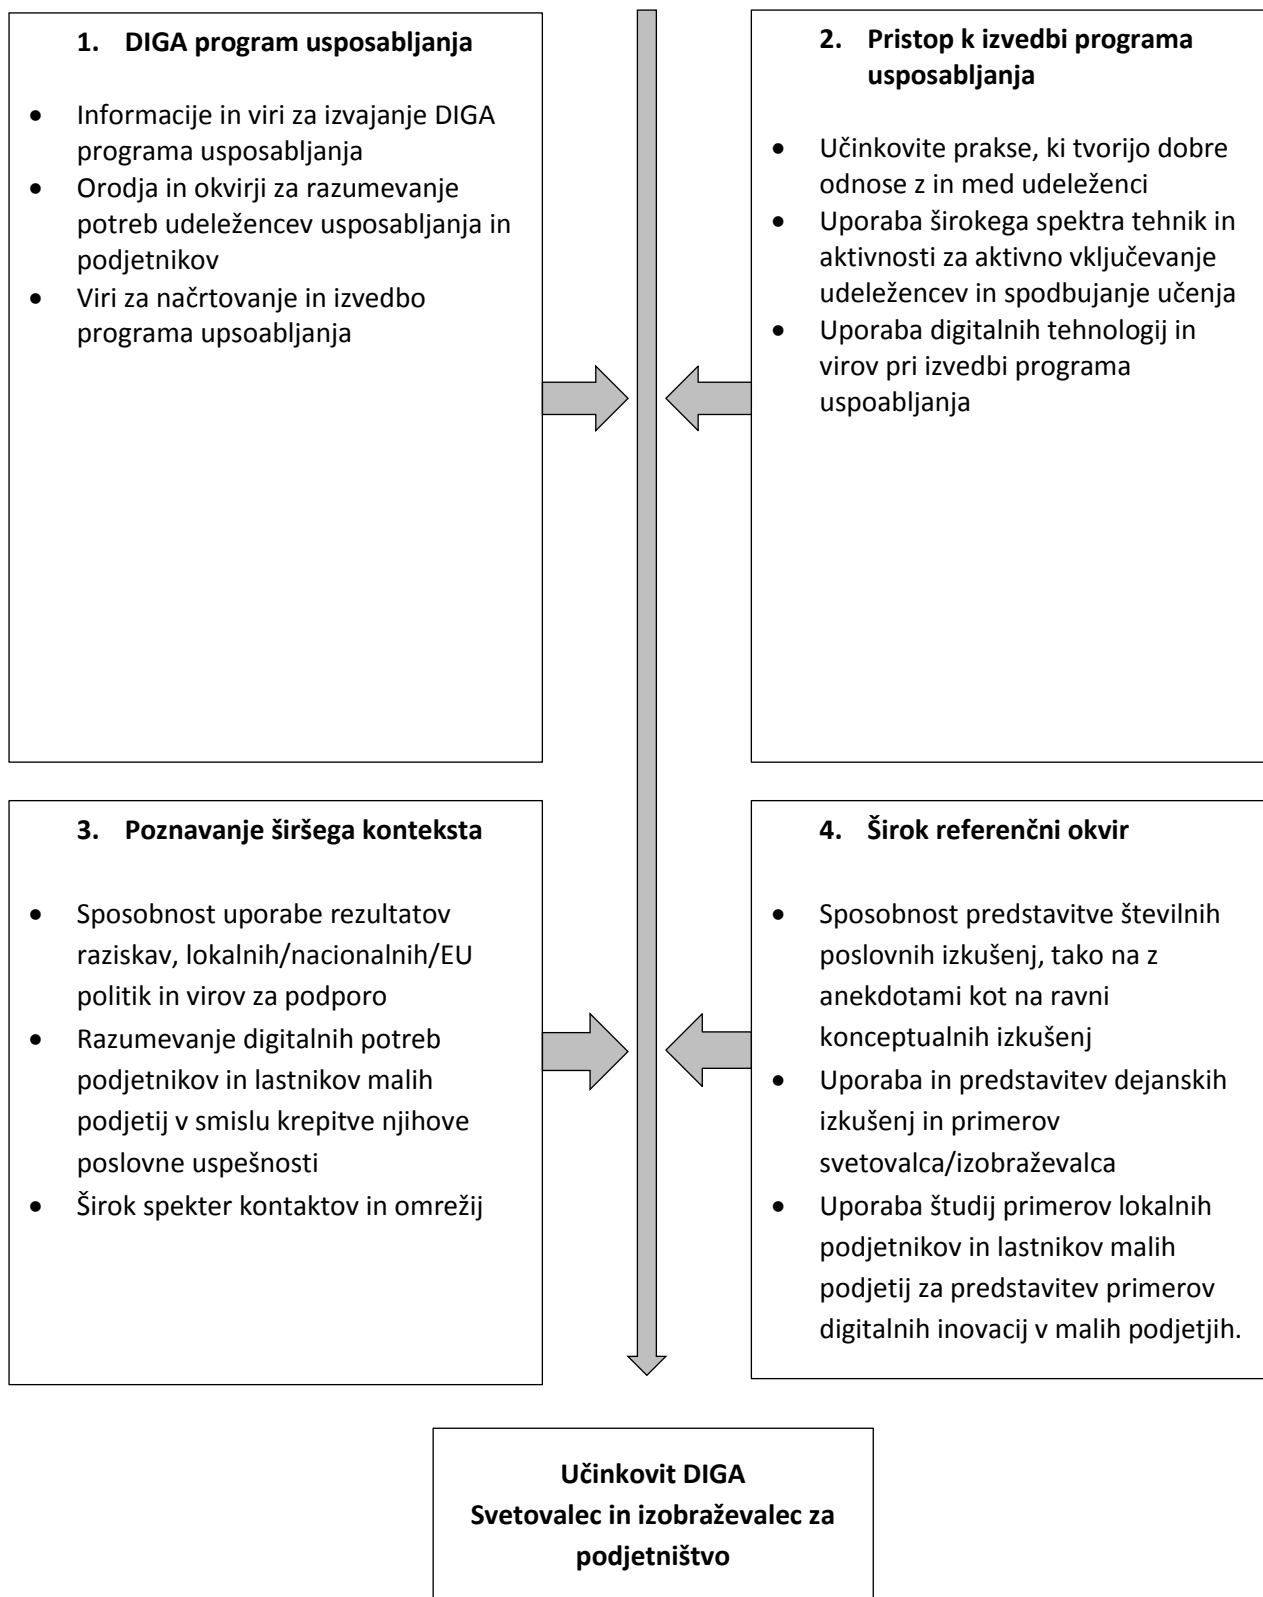 1. DIGA program usposabljanja
• Informacije in viri za izvajanje DIGA
programa usposabljanja
• Orodja in okvirji za razumevanje
potreb udeležencev usposabljanja in
podjetnikov
• Viri za načrtovanje in izvedbo
programa upsoabljanja
2. Pristop k izvedbi programa
usposabljanja
• Učinkovite prakse, ki tvorijo dobre
odnose z in med udeleženci
• Uporaba širokega spektra tehnik in
aktivnosti za aktivno vključevanje
udeležencev in spodbujanje učenja
• Uporaba digitalnih tehnologij in
virov pri izvedbi programa
uspoabljanja
3. Poznavanje širšega konteksta
• Sposobnost uporabe rezultatov
raziskav, lokalnih/nacionalnih/EU
politik in virov za podporo
• Razumevanje digitalnih potreb
podjetnikov in lastnikov malih
podjetij v smislu krepitve njihove
poslovne uspešnosti
• Širok spekter kontaktov in omrežij
4. Širok referenčni okvir
• Sposobnost predstavitve številnih
poslovnih izkušenj, tako na z
anekdotami kot na ravni
konceptualnih izkušenj
• Uporaba in predstavitev dejanskih
izkušenj in primerov
svetovalca/izobraževalca
• Uporaba študij primerov lokalnih
podjetnikov in lastnikov malih
podjetij za predstavitev primerov
digitalnih inovacij v malih podjetjih.
Učinkovit DIGA
Svetovalec in izobraževalec za
podjetništvo